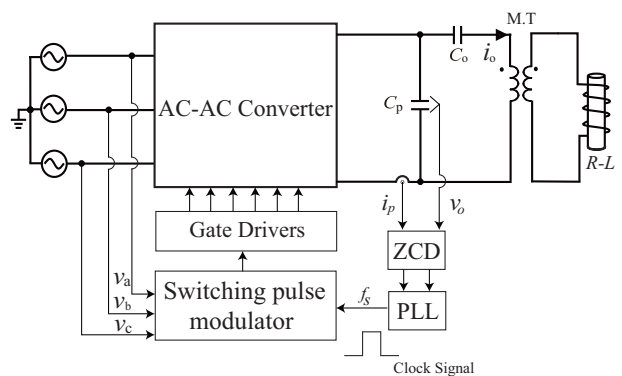 M.T
C_o
i_o
AC-AC Converter
C_p
R-L
i_p
v_o
Gate Drivers
ZCD
v_a
v_b
v_c
Switching pulse
modulator
f_s
PLL
Clock Signal